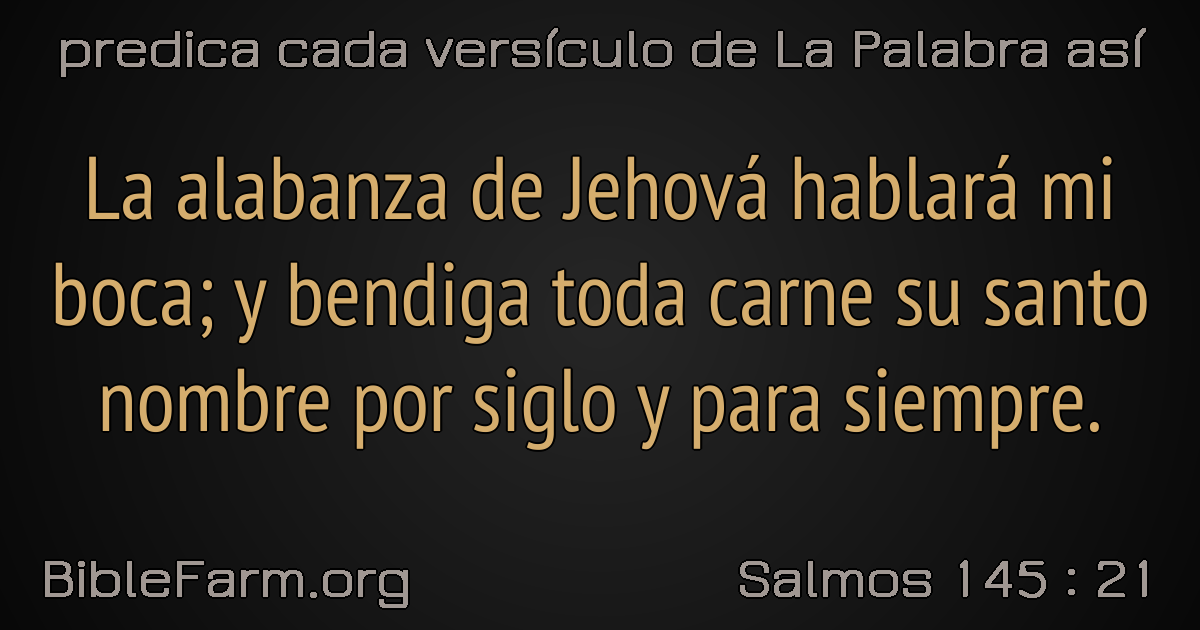 predica cada versículo de La Palabra así
La alabanza de Jehová hablará mi
boca; y bendiga toda carne su santo
nombre por siglo y para siempre.
BibleFarm.org
Salmos 145 : 21